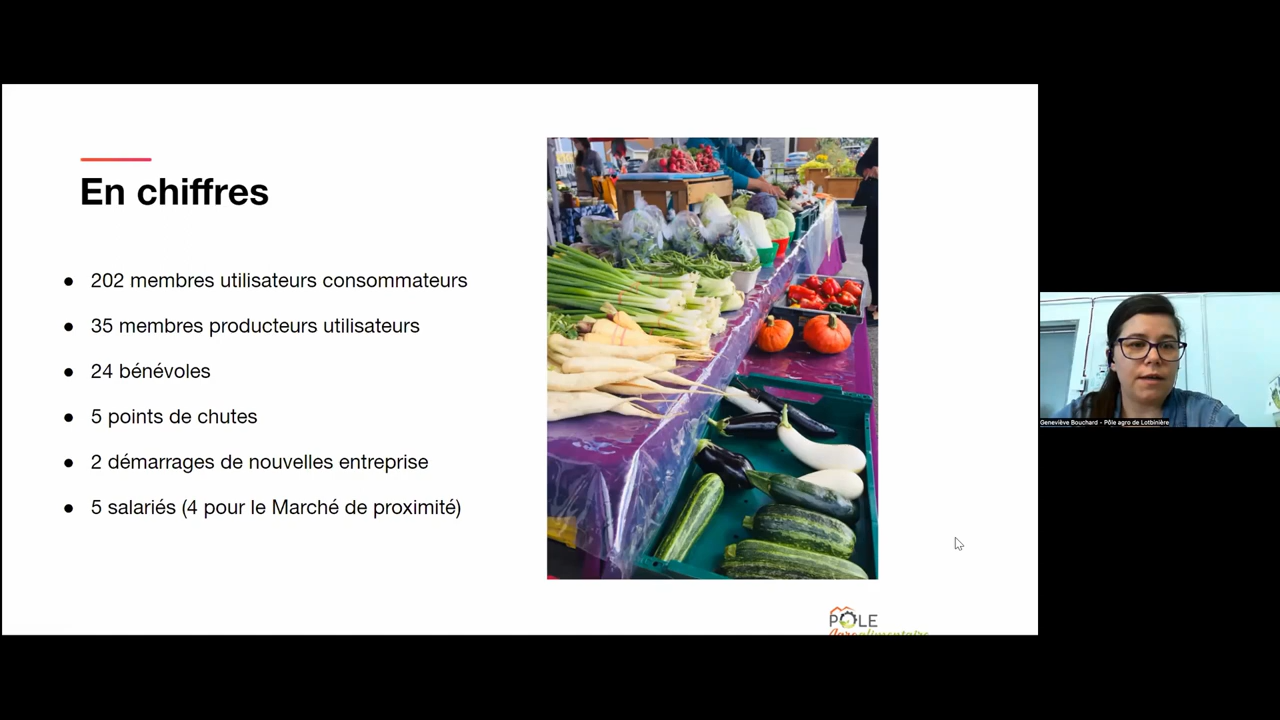 En chiffres
● 202 membres utilisateurs consommateurs
● 35 membres producteurs utilisateurs
● 24 bénévoles
● 5 points de chutes
● 2 démarrages de nouvelles entreprise
● 5 salariés (4 pour le Marché de proximité)
PÔLE
Agroalimentaire
Geneviève Bouchard - Pôle agro de Lotbinière